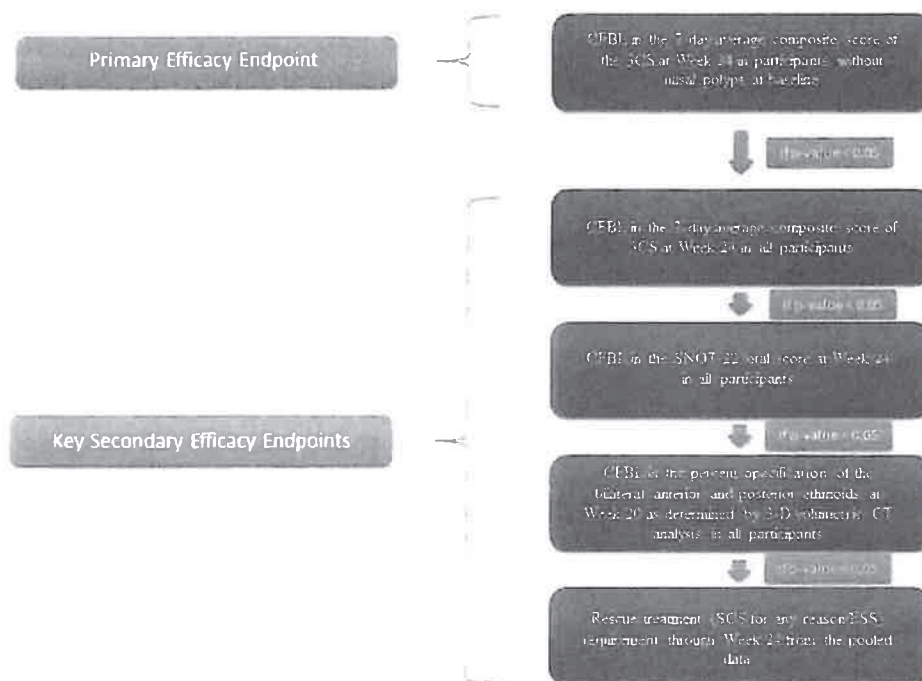 Primary Efficacy Endpoint
CFBL in the 7-day average composite score of
the 3CS at Week 24 in participants without
nasal polyps at baseline
If p-value < 0.05
CFBL in the 7-day average composite score of
3CS at Week 24 in all participants
If p-value < 0.05
Key Secondary Efficacy Endpoints
CFBL in the SNOT-22 total score at Week 24
in all participants
If p-value < 0.05
CFBL in the percent opacification of the
bilateral anterior and posterior ethmoids at
Week 20 as determined by 3-D volumetric CT
analysis in all participants
If p-value < 0.05
Rescue treatment (SCS for any reason/ESS)
requirement through Week 24 from the pooled
data